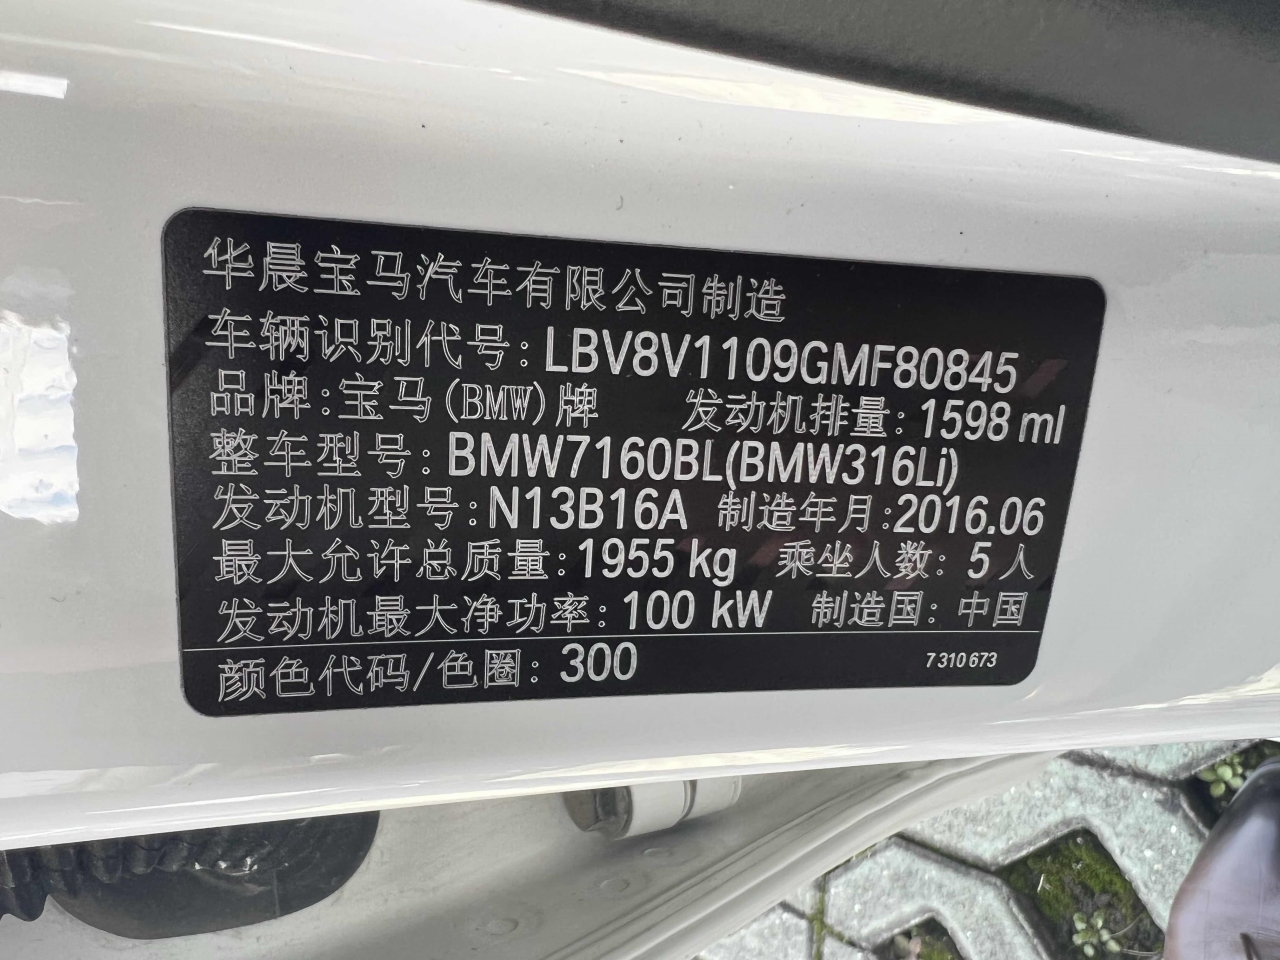 华晨宝马汽车有限公司制造
车辆识别代号: LBV8V1109GMF80845
品牌:宝马(BMW)牌 发动机排量: 1598 ml
整车型号: BMW7160BL(BMW316Li)
发动机型号: N13B16A 制造年月:2016.06
最大允许总质量: 1955 kg 乘坐人数: 5 人
发动机最大净功率: 100 kW 制造国: 中国
颜色代码/色圈: 300 7 310 673